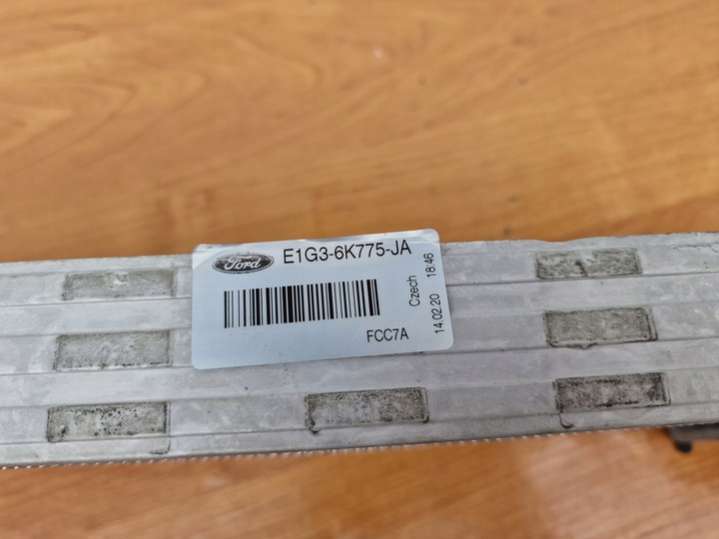 Ford
E1G3-6K775-JA
Czech
14.02.20 18:46
FCC7A